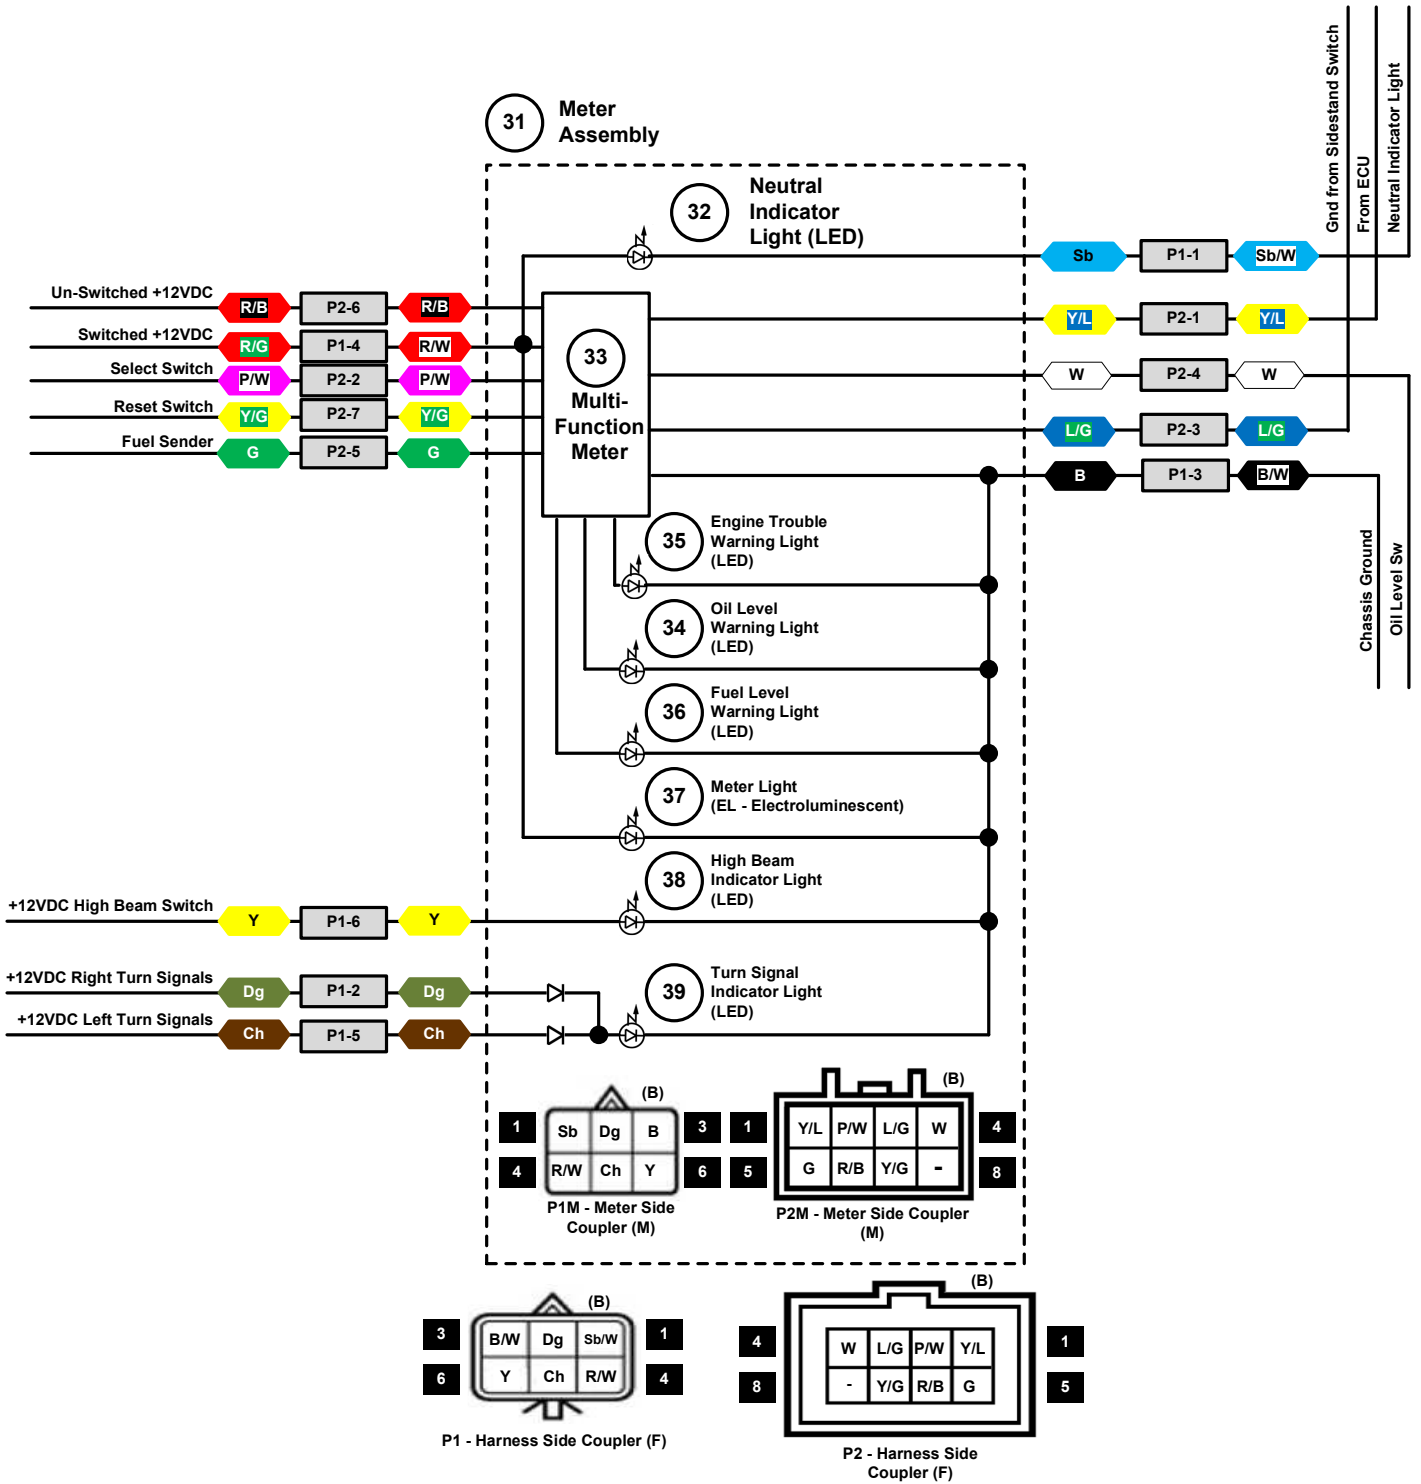 31
Meter
Assembly
32
Neutral
Indicator
Light (LED)
Gnd from Sidestand Switch
From ECU
Neutral Indicator Light
Sb
P1-1
Sb/W
Un-Switched +12VDC
R/B
P2-6
R/B
Y/L
P2-1
Y/L
Switched +12VDC
R/G
P1-4
R/W
33
Multi-
Function
Meter
Select Switch
P/W
P2-2
P/W
W
P2-4
W
Reset Switch
Y/G
P2-7
Y/G
L/G
P2-3
L/G
Fuel Sender
G
P2-5
G
B
P1-3
B/W
Chassis Ground
Oil Level Sw
35
Engine Trouble
Warning Light
(LED)
34
Oil Level
Warning Light
(LED)
36
Fuel Level
Warning Light
(LED)
37
Meter Light
(EL - Electroluminescent)
38
High Beam
Indicator Light
(LED)
+12VDC High Beam Switch
Y
P1-6
Y
39
Turn Signal
Indicator Light
(LED)
+12VDC Right Turn Signals
Dg
P1-2
Dg
+12VDC Left Turn Signals
Ch
P1-5
Ch
(B)
1
Sb Dg B
3
4
R/W Ch Y
6
P1M - Meter Side
Coupler (M)
(B)
1
Y/L P/W L/G W
4
5
G R/B Y/G -
8
P2M - Meter Side Coupler
(M)
(B)
3
B/W Dg Sb/W
1
6
Y Ch R/W
4
P1 - Harness Side Coupler (F)
(B)
4
W L/G P/W Y/L
1
8
- Y/G R/B G
5
P2 - Harness Side
Coupler (F)